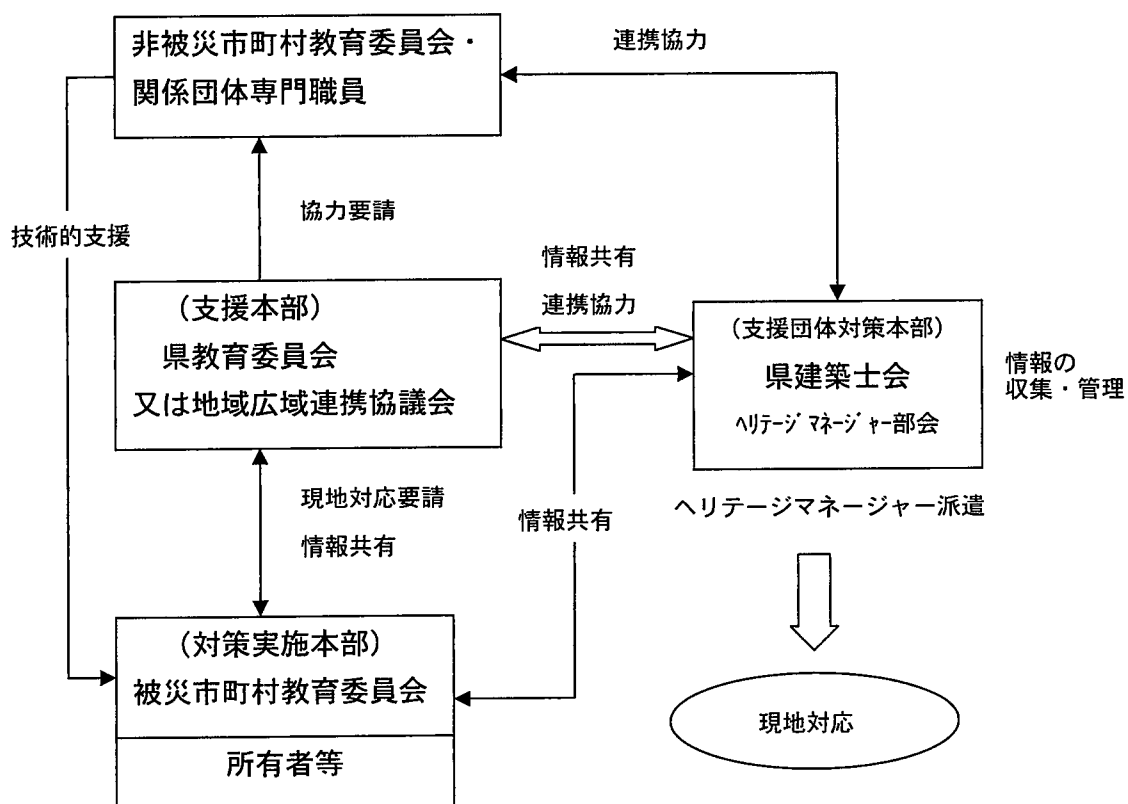 非被災市町村教育委員会・
関係団体専門職員
連携協力
技術的支援
協力要請
情報共有
連携協力
（支援本部）
県教育委員会
又は地域広域連携協議会
（支援団体対策本部）
県建築士会
ﾍﾘﾃｰｼﾞﾏﾈｰｼﾞｬｰ部会
情報の
収集・管理
現地対応要請
情報共有
情報共有
ヘリテージマネージャー派遣
（対策実施本部）
被災市町村教育委員会
所有者等
現地対応